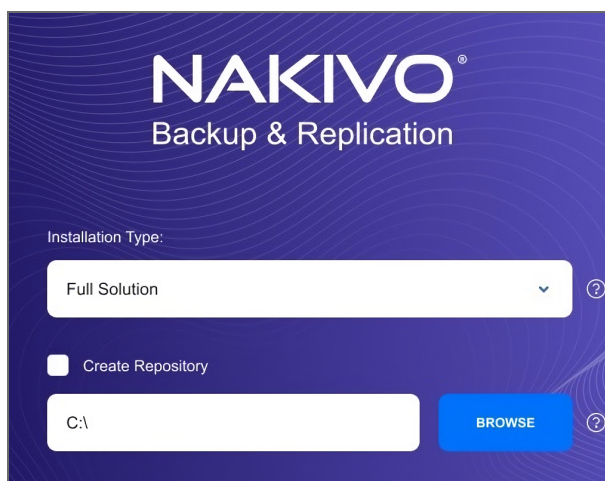 NAKIVO®
Backup & Replication
Installation Type:
Full Solution
?
Create Repository
C:\
BROWSE
?